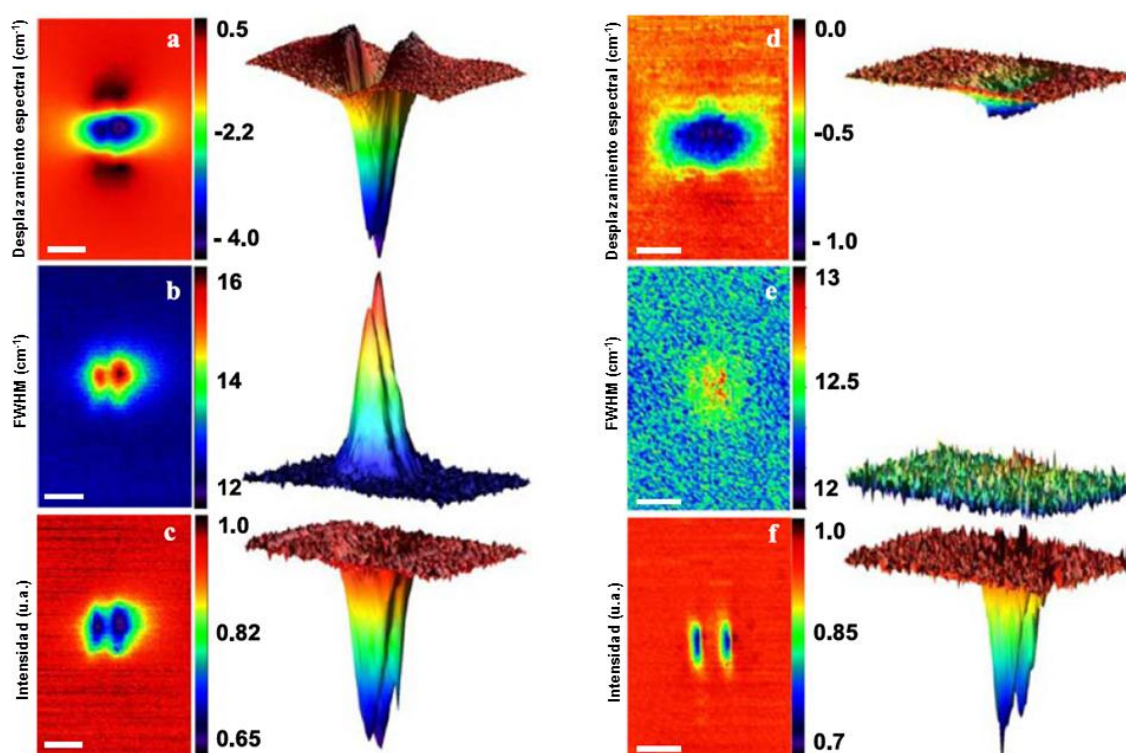 Desplazamiento espectral (cm⁻¹)
a
0.5
-2.2
- 4.0
FWHM (cm⁻¹)
b
16
14
12
Intensidad (u.a.)
c
1.0
0.82
0.65
Desplazamiento espectral (cm⁻¹)
d
0.0
-0.5
- 1.0
FWHM (cm⁻¹)
e
13
12.5
12
Intensidad (u.a.)
f
1.0
0.85
0.7